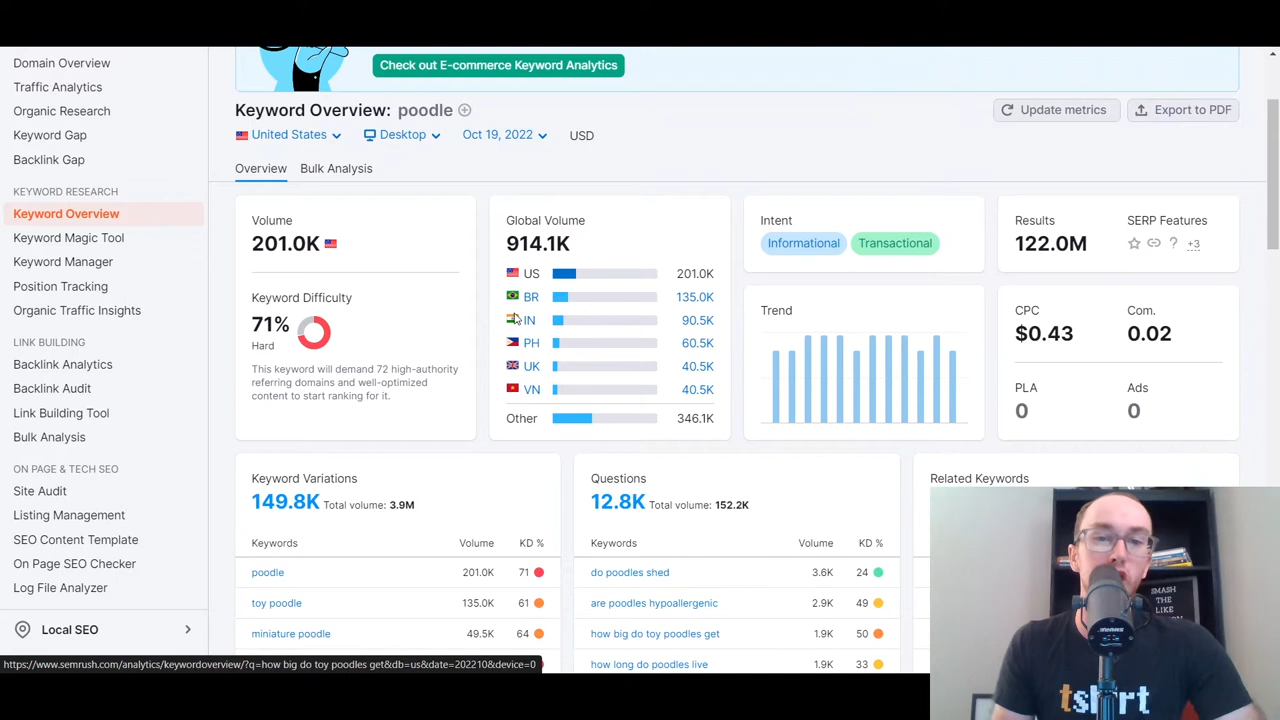 Domain Overview
Traffic Analytics
Organic Research
Keyword Gap
Backlink Gap
KEYWORD RESEARCH
Keyword Overview
Keyword Magic Tool
Keyword Manager
Position Tracking
Organic Traffic Insights
LINK BUILDING
Backlink Analytics
Backlink Audit
Link Building Tool
Bulk Analysis
ON PAGE & TECH SEO
Site Audit
Listing Management
SEO Content Template
On Page SEO Checker
Log File Analyzer
Local SEO
https://www.semrush.com/analytics/keywordoverview/?q=how big do toy poodles get&db=us&date=202210&device=0
Check out E-commerce Keyword Analytics
Keyword Overview: poodle
Update metrics
Export to PDF
United States
Desktop
Oct 19, 2022
USD
Overview
Bulk Analysis
Volume
201.0K
Keyword Difficulty
71%
Hard
This keyword will demand 72 high-authority
referring domains and well-optimized
content to start ranking for it.
Global Volume
914.1K
US 201.0K
BR 135.0K
IN 90.5K
PH 60.5K
UK 40.5K
VN 40.5K
Other 346.1K
Intent
Informational Transactional
Trend
Results
122.0M
SERP Features
+3
CPC
$0.43
Com.
0.02
PLA
0
Ads
0
Keyword Variations
149.8K Total volume: 3.9M
Keywords Volume KD %
poodle 201.0K 71
toy poodle 135.0K 61
miniature poodle 49.5K 64
Questions
12.8K Total volume: 152.2K
Keywords Volume KD %
do poodles shed 3.6K 24
are poodles hypoallergenic 2.9K 49
how big do toy poodles get 1.9K 50
how long do poodles live 1.9K 33
Related Keywords
SMASH
THE
LIKE